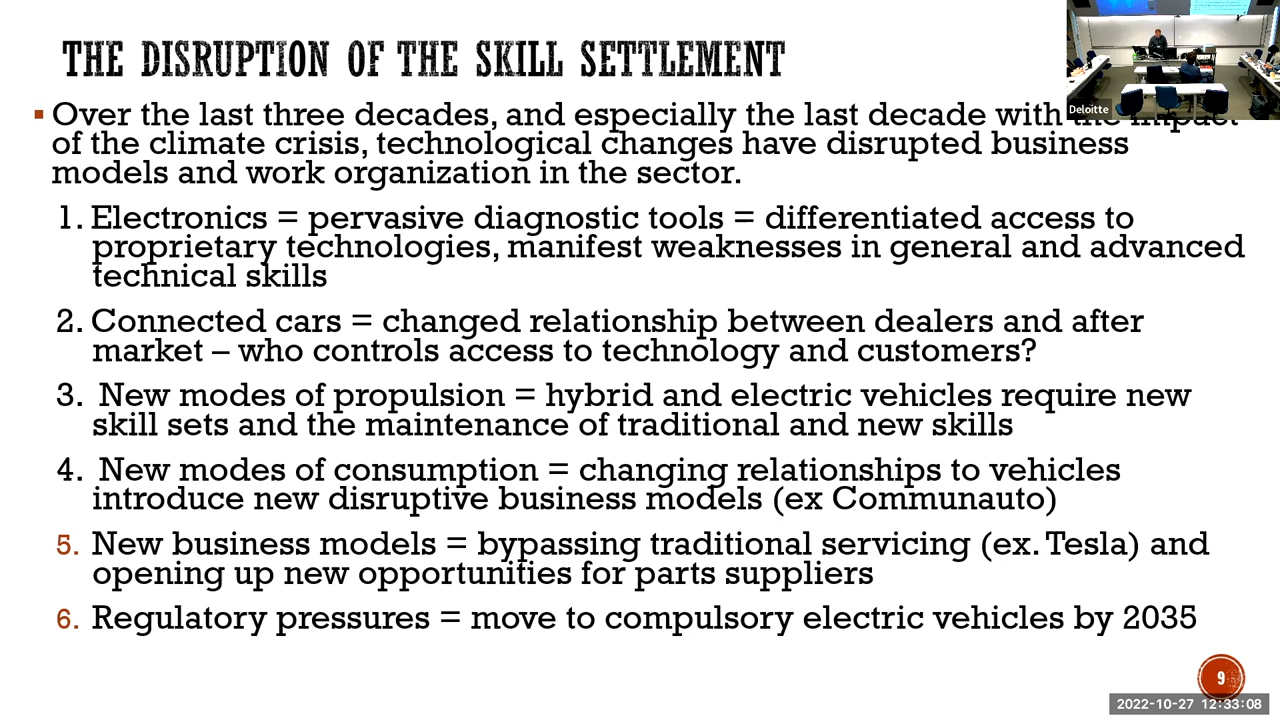 THE DISRUPTION OF THE SKILL SETTLEMENT
Deloitte
▪ Over the last three decades, and especially the last decade with the impact
of the climate crisis, technological changes have disrupted business
models and work organization in the sector.
1. Electronics = pervasive diagnostic tools = differentiated access to
proprietary technologies, manifest weaknesses in general and advanced
technical skills
2. Connected cars = changed relationship between dealers and after
market – who controls access to technology and customers?
3. New modes of propulsion = hybrid and electric vehicles require new
skill sets and the maintenance of traditional and new skills
4. New modes of consumption = changing relationships to vehicles
introduce new disruptive business models (ex Communauto)
5. New business models = bypassing traditional servicing (ex. Tesla) and
opening up new opportunities for parts suppliers
6. Regulatory pressures = move to compulsory electric vehicles by 2035
9
2022-10-27 12:33:08